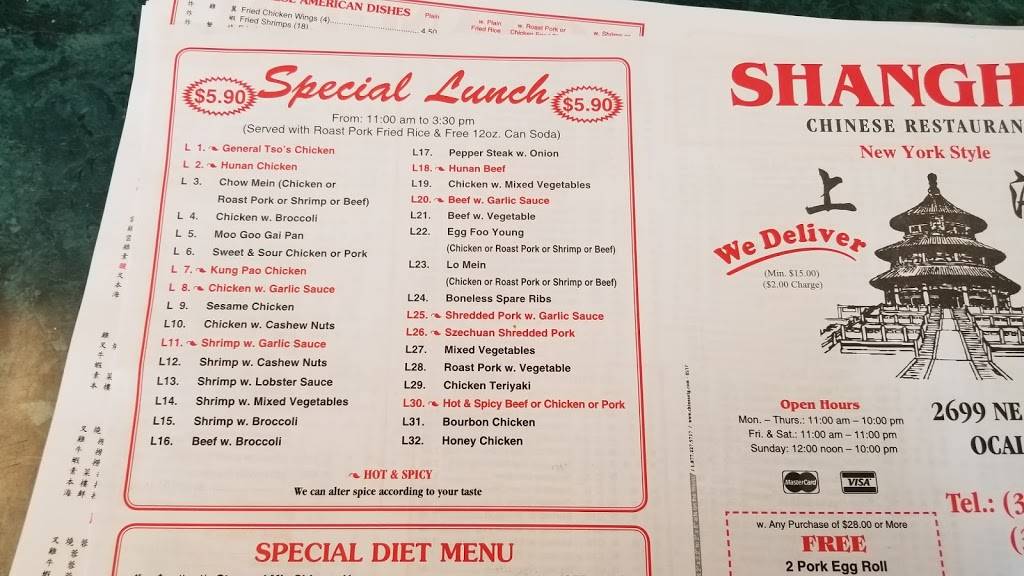 AMERICAN DISHES
Fried Chicken Wings (4)
Fried Shrimps (18)
4.50
Plain
w. Plain
Fried Rice
w. Roast Pork or
$5.90 Special Lunch $5.90
From: 11:00 am to 3:30 pm
(Served with Roast Pork Fried Rice & Free 12oz. Can Soda)
L 1. General Tso's Chicken
L 2. Hunan Chicken
L 3. Chow Mein (Chicken or
Roast Pork or Shrimp or Beef)
L 4. Chicken w. Broccoli
L 5. Moo Goo Gai Pan
L 6. Sweet & Sour Chicken or Pork
L 7. Kung Pao Chicken
L 8. Chicken w. Garlic Sauce
L 9. Sesame Chicken
L10. Chicken w. Cashew Nuts
L11. Shrimp w. Garlic Sauce
L12. Shrimp w. Cashew Nuts
L13. Shrimp w. Lobster Sauce
L14. Shrimp w. Mixed Vegetables
L15. Shrimp w. Broccoli
L16. Beef w. Broccoli
L17. Pepper Steak w. Onion
L18. Hunan Beef
L19. Chicken w. Mixed Vegetables
L20. Beef w. Garlic Sauce
L21. Beef w. Vegetable
L22. Egg Foo Young
(Chicken or Roast Pork or Shrimp or Beef)
L23. Lo Mein
(Chicken or Roast Pork or Shrimp or Beef)
L24. Boneless Spare Ribs
L25. Shredded Pork w. Garlic Sauce
L26. Szechuan Shredded Pork
L27. Mixed Vegetables
L28. Roast Pork w. Vegetable
L29. Chicken Teriyaki
L30. Hot & Spicy Beef or Chicken or Pork
L31. Bourbon Chicken
L32. Honey Chicken
HOT & SPICY
We can alter spice according to your taste
SPECIAL DIET MENU
SHANGH
CHINESE RESTAURAN
New York Style
上
We Deliver
(Min. $15.00)
($2.00 Charge)
Open Hours
Mon. – Thurs.: 11:00 am – 10:00 pm
Fri. & Sat.: 11:00 am – 11:00 pm
Sunday: 12:00 noon – 10:00 pm
MasterCard VISA
2699 NE
OCAL
Tel.: (3
w. Any Purchase of $28.00 or More
FREE
2 Pork Egg Roll